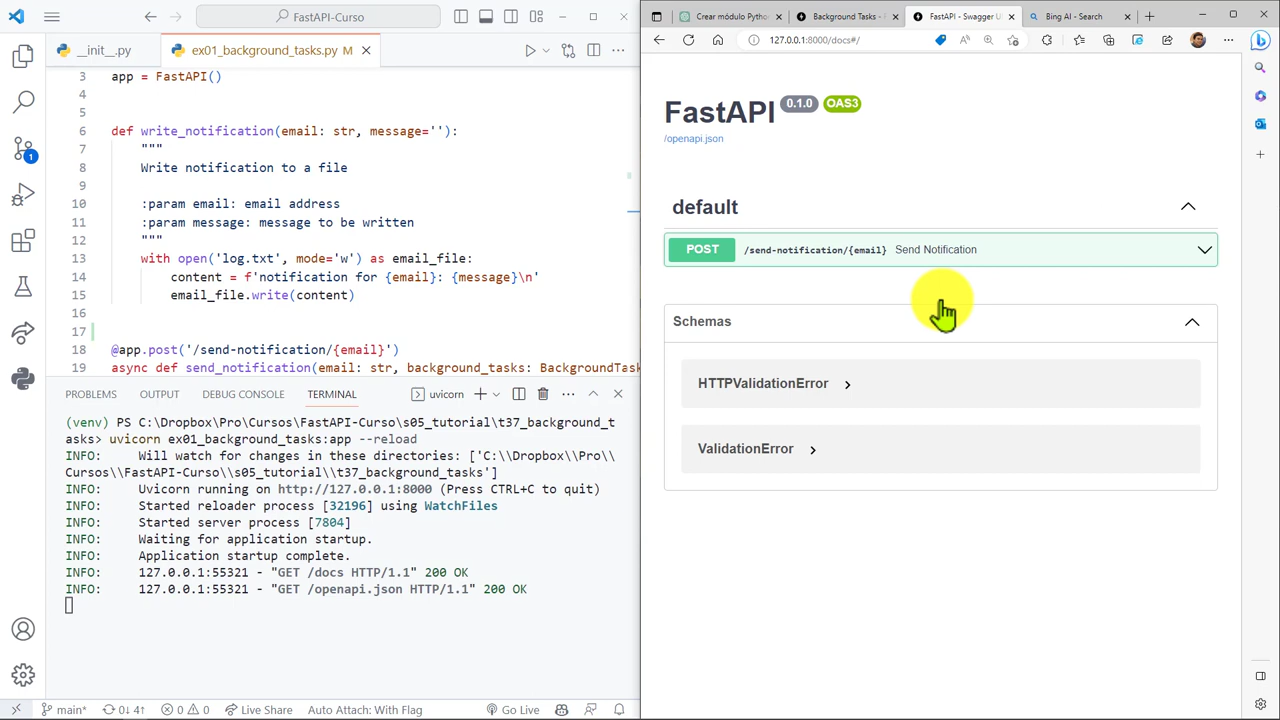 FastAPI-Curso
__init__.py
ex01_background_tasks.py M
3 app = FastAPI()
4
5
6 def write_notification(email: str, message=''):
7 """
8 Write notification to a file
9
10 :param email: email address
11 :param message: message to be written
12 """
13 with open('log.txt', mode='w') as email_file:
14 content = f'notification for {email}: {message}\n'
15 email_file.write(content)
16
17
18 @app.post('/send-notification/{email}')
19 async def send_notification(email: str, background_tasks: BackgroundTask
PROBLEMS OUTPUT DEBUG CONSOLE TERMINAL uvicorn
(venv) PS C:\Dropbox\Pro\Cursos\FastAPI-Curso\s05_tutorial\t37_background_t
asks> uvicorn ex01_background_tasks:app --reload
INFO: Will watch for changes in these directories: ['C:\\Dropbox\\Pro\\
Cursos\\FastAPI-Curso\\s05_tutorial\\t37_background_tasks']
INFO: Uvicorn running on http://127.0.0.1:8000 (Press CTRL+C to quit)
INFO: Started reloader process [32196] using WatchFiles
INFO: Started server process [7804]
INFO: Waiting for application startup.
INFO: Application startup complete.
INFO: 127.0.0.1:55321 - "GET /docs HTTP/1.1" 200 OK
INFO: 127.0.0.1:55321 - "GET /openapi.json HTTP/1.1" 200 OK
1
main* 0↓ 4↑ 0 0 Live Share Auto Attach: With Flag Go Live
Crear módulo Python
Background Tasks - F
FastAPI - Swagger U
Bing AI - Search
127.0.0.1:8000/docs#/
FastAPI 0.1.0 OAS3
/openapi.json
default
POST /send-notification/{email} Send Notification
Schemas
HTTPValidationError
ValidationError